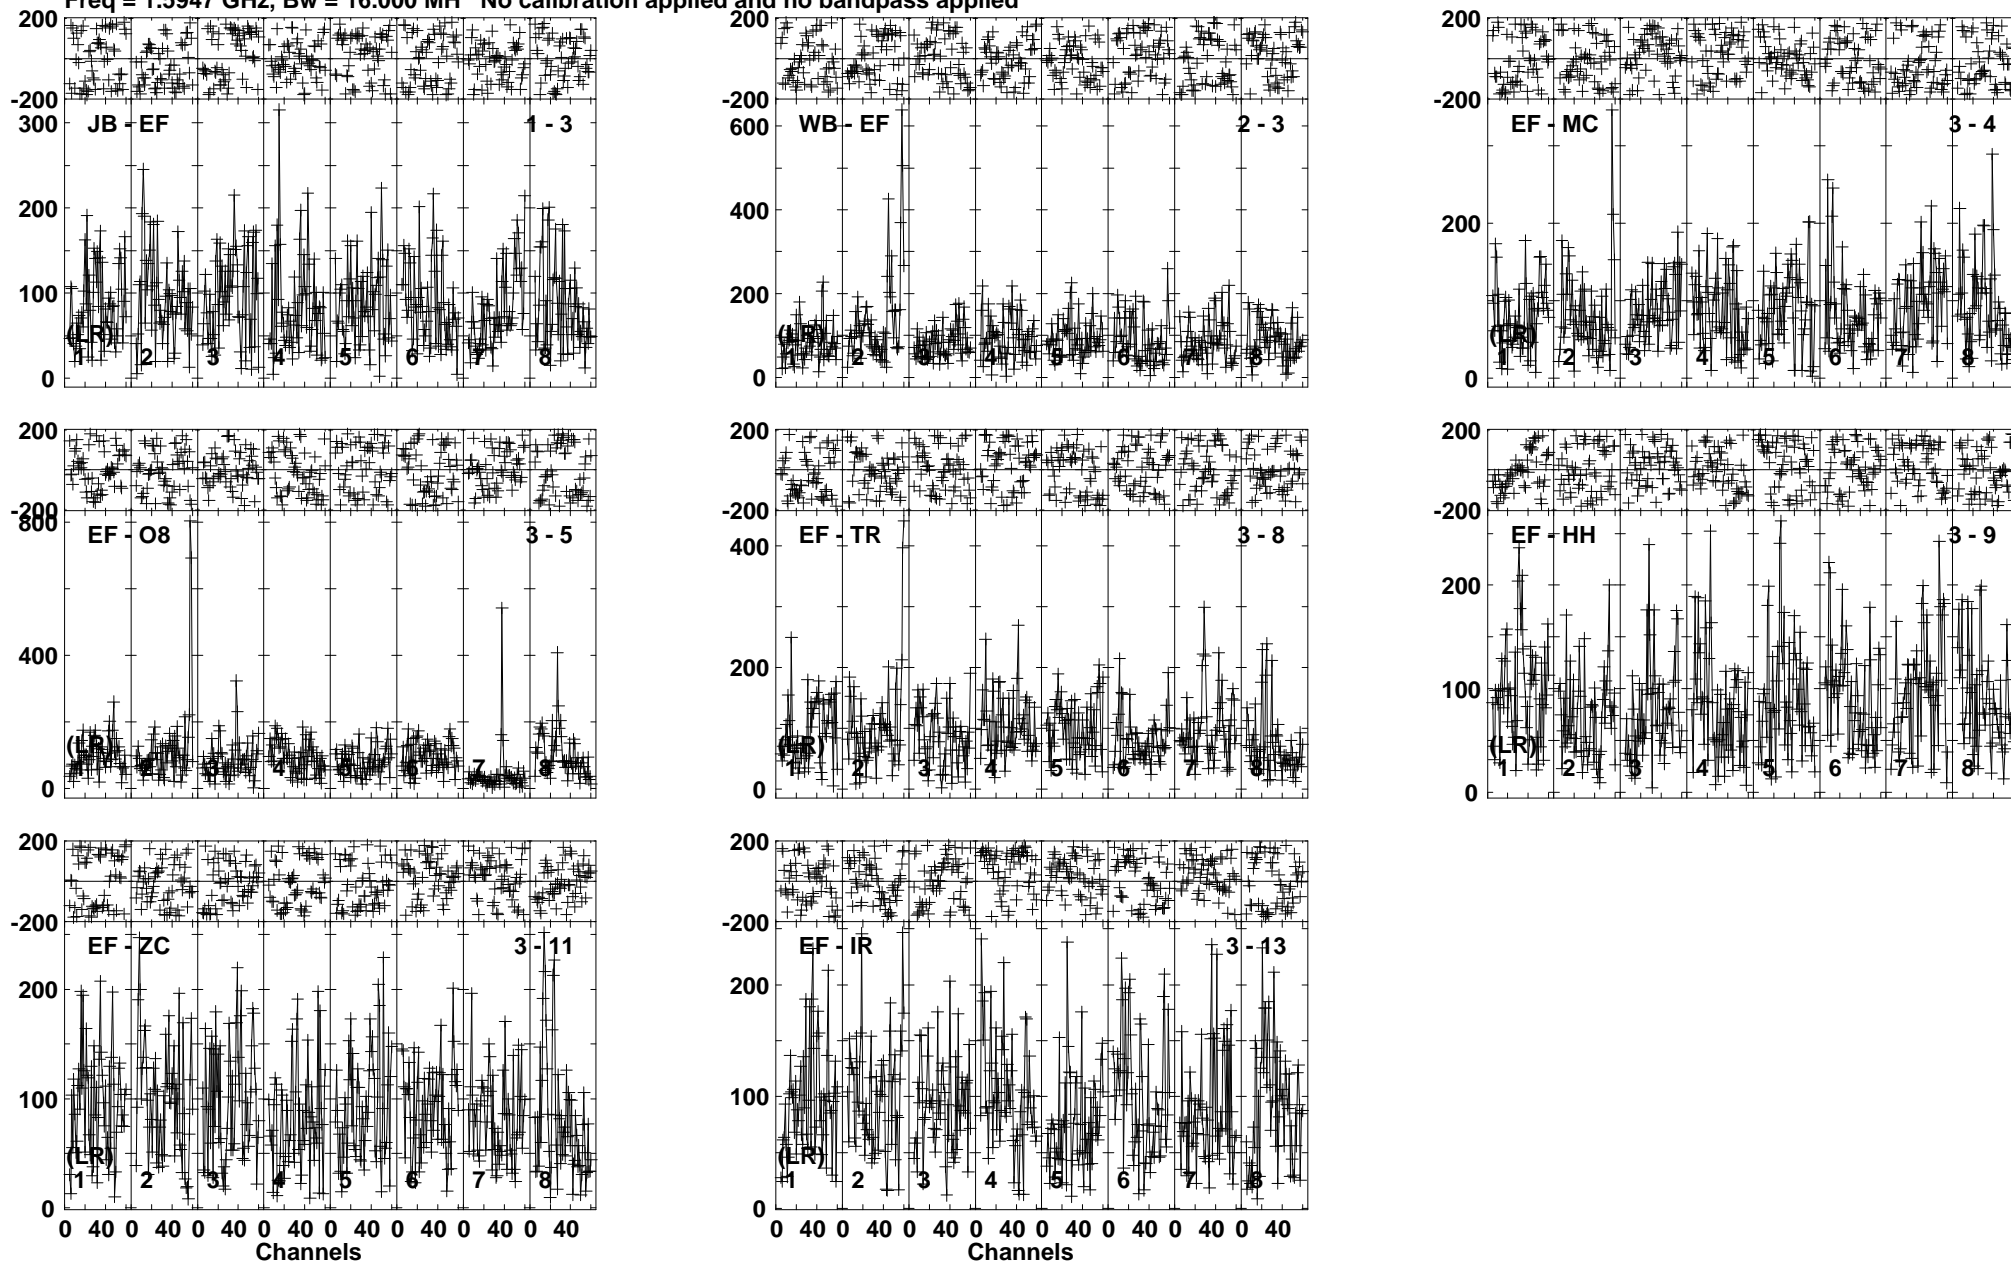 Freq = 1.5947 GHz, Bw = 16.000 MH No calibration applied and no bandpass applied
200
-200
300
200
100
0
JB - EF
1 - 3
(LR)
1 2 3 4 5 6 7 8
200
-200
600
400
200
0
WB - EF
2 - 3
(LR)
1 2 3 4 5 6 7 8
200
-200
200
0
EF - MC
3 - 4
(LR)
1 2 3 4 5 6 7 8
200
-200
800
400
0
EF - O8
3 - 5
(LR)
1 2 3 4 5 6 7 8
200
-200
400
200
0
EF - TR
3 - 8
(LR)
1 2 3 4 5 6 7 8
200
-200
200
100
0
EF - HH
3 - 9
(LR)
1 2 3 4 5 6 7 8
200
-200
200
100
0
EF - ZC
3 - 11
(LR)
1 2 3 4 5 6 7 8
0 40 0 40 0 40 0 40 0 40 0 40 0 40 0 40
Channels
200
-200
200
100
0
EF - IR
3 - 13
(LR)
1 2 3 4 5 6 7 8
0 40 0 40 0 40 0 40 0 40 0 40 0 40 0 40
Channels